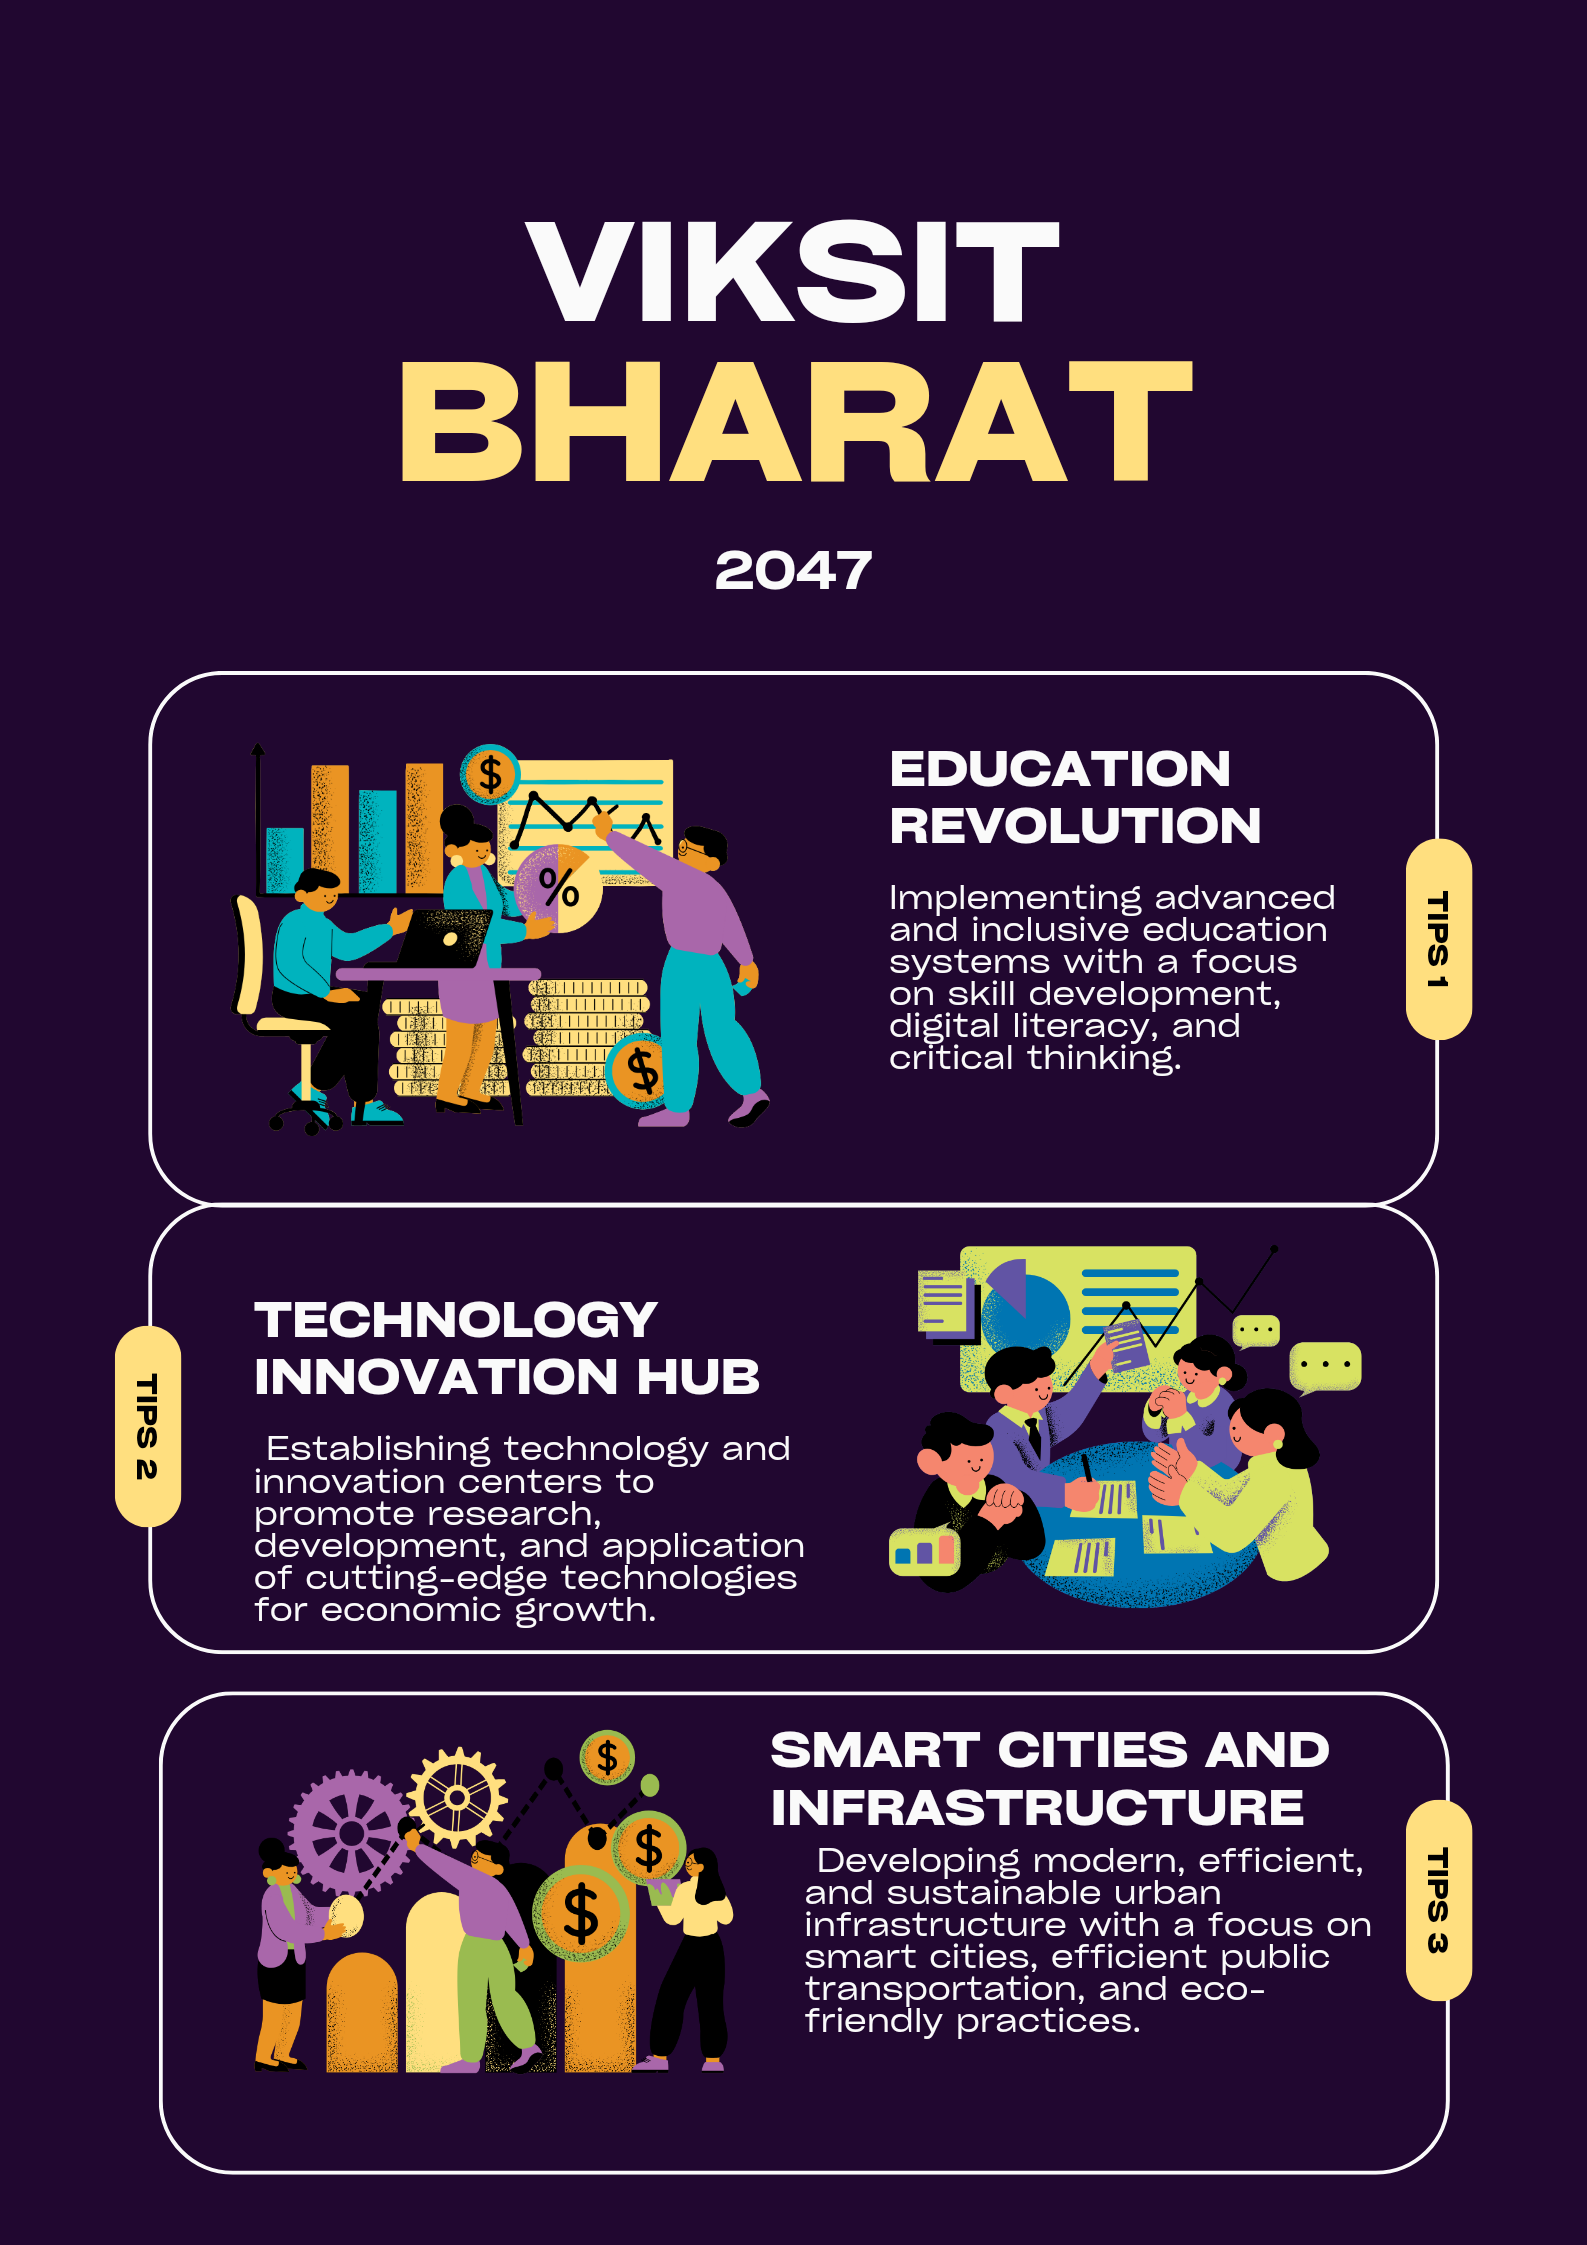 VIKSIT
BHARAT
2047
EDUCATION
REVOLUTION
Implementing advanced
and inclusive education
systems with a focus
on skill development,
digital literacy, and
critical thinking.
TIPS 1
$
%
$
TECHNOLOGY
INNOVATION HUB
Establishing technology and
innovation centers to
promote research,
development, and application
of cutting-edge technologies
for economic growth.
TIPS 2
SMART CITIES AND
INFRASTRUCTURE
Developing modern, efficient,
and sustainable urban
infrastructure with a focus on
smart cities, efficient public
transportation, and eco-
friendly practices.
TIPS 3
$
$
$